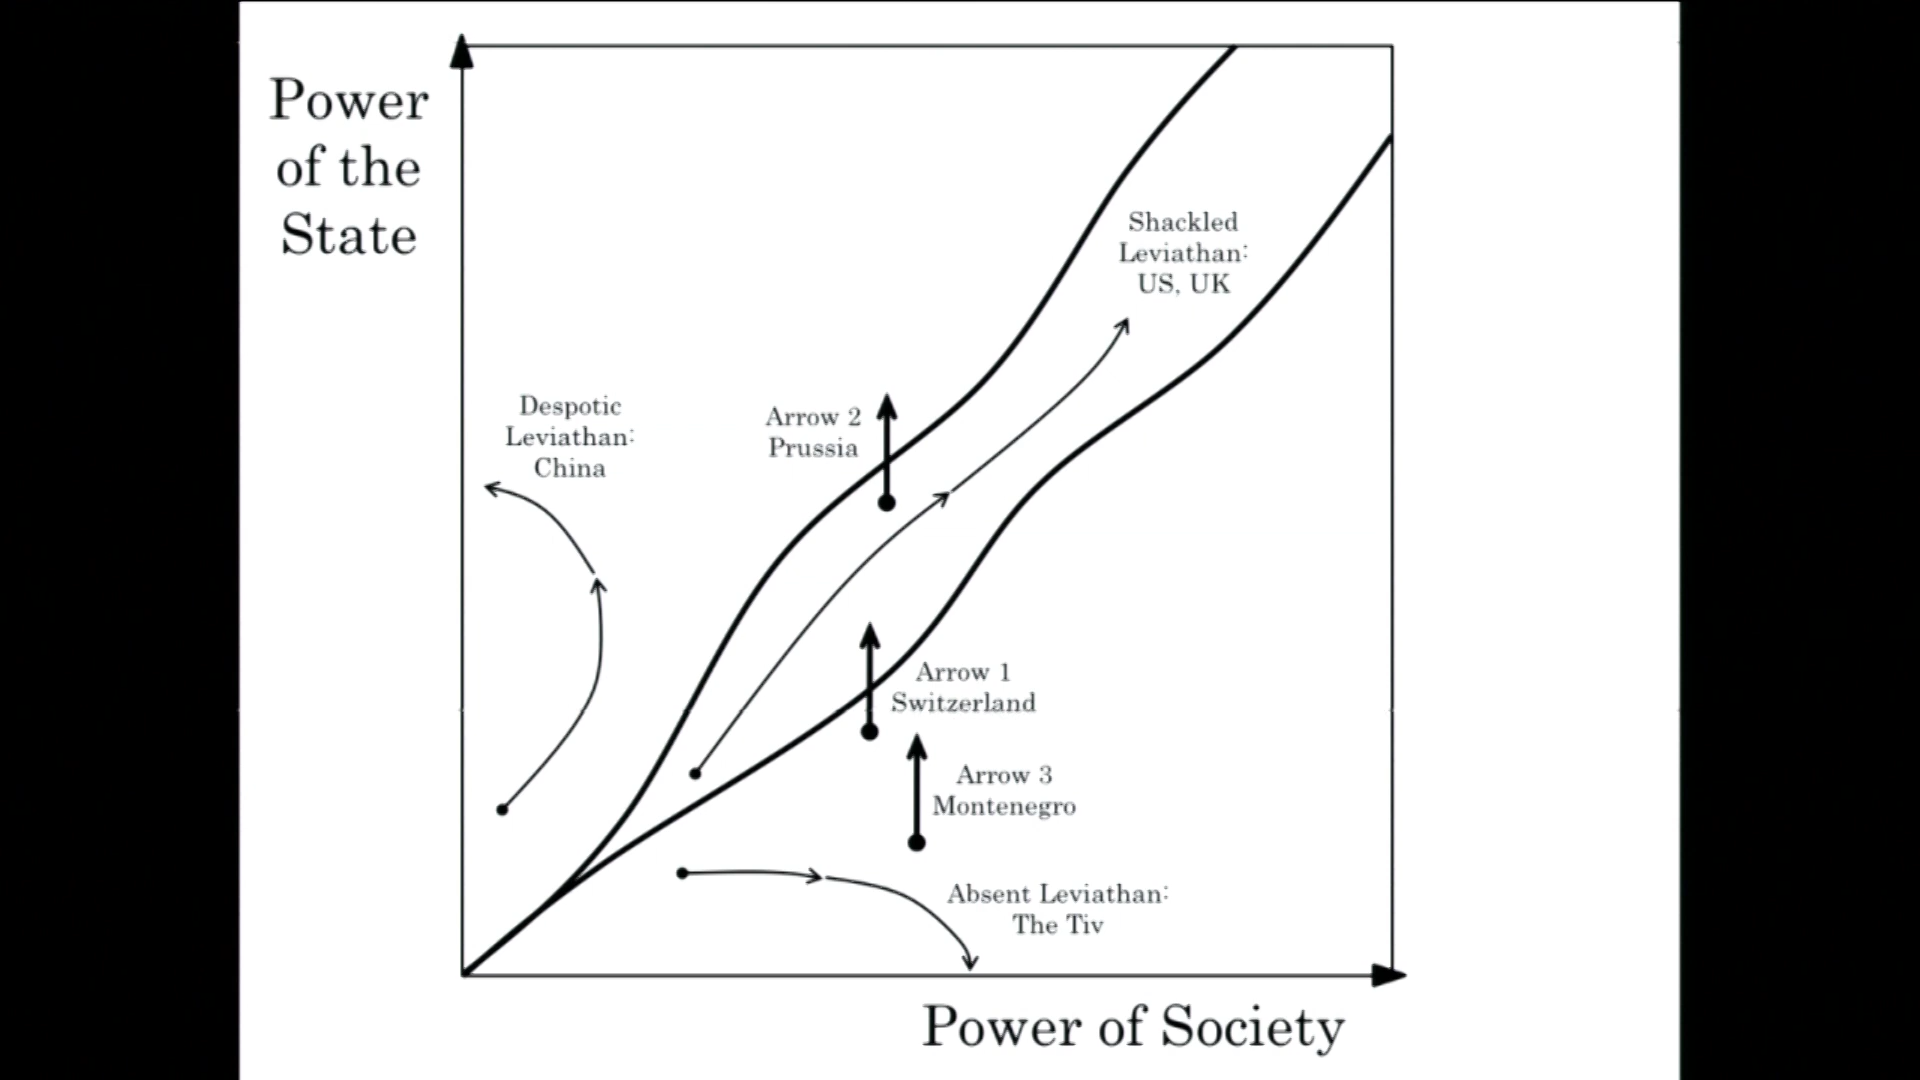 Power
of the
State
Shackled
Leviathan:
US, UK
Despotic
Leviathan:
China
Arrow 2
Prussia
Arrow 1
Switzerland
Arrow 3
Montenegro
Absent Leviathan:
The Tiv
Power of Society